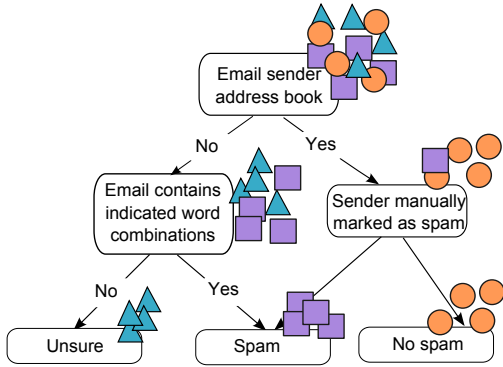 Email sender
address book
No
Yes
Email contains
indicated word
combinations
Sender manually
marked as spam
No
Yes
Unsure
Spam
No spam